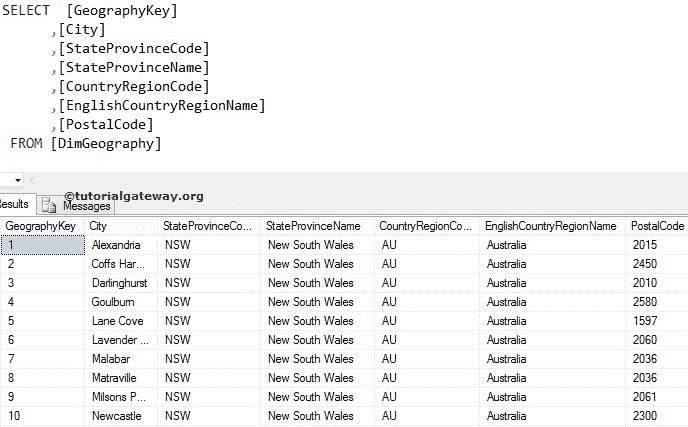 SELECT [GeographyKey]
,[City]
,[StateProvinceCode]
,[StateProvinceName]
,[CountryRegionCode]
,[EnglishCountryRegionName]
,[PostalCode]
FROM [DimGeography]
©tutorialgateway.org
Results Messages
GeographyKey City StateProvinceCo... StateProvinceName CountryRegionCo... EnglishCountryRegionName PostalCode
1 Alexandria NSW New South Wales AU Australia 2015
2 Coffs Har... NSW New South Wales AU Australia 2450
3 Darlinghurst NSW New South Wales AU Australia 2010
4 Goulburn NSW New South Wales AU Australia 2580
5 Lane Cove NSW New South Wales AU Australia 1597
6 Lavender ... NSW New South Wales AU Australia 2060
7 Malabar NSW New South Wales AU Australia 2036
8 Matraville NSW New South Wales AU Australia 2036
9 Milsons P... NSW New South Wales AU Australia 2061
10 Newcastle NSW New South Wales AU Australia 2300